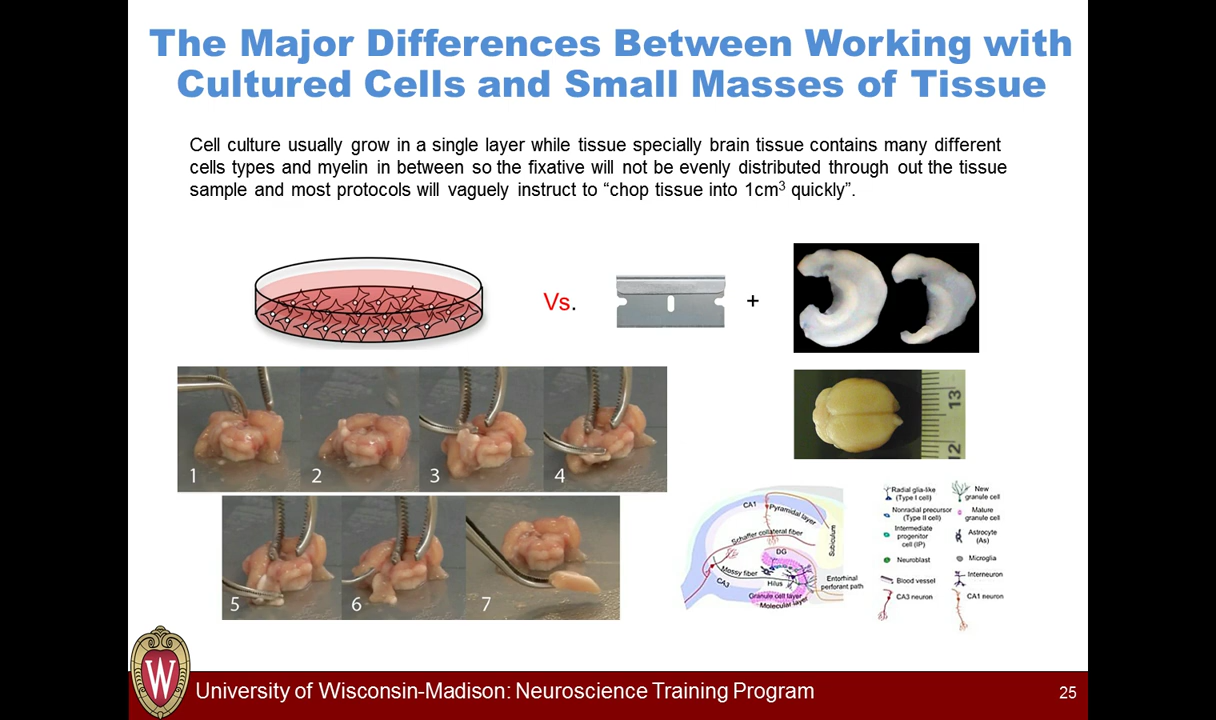 The Major Differences Between Working with
Cultured Cells and Small Masses of Tissue
Cell culture usually grow in a single layer while tissue specially brain tissue contains many different
cells types and myelin in between so the fixative will not be evenly distributed through out the tissue
sample and most protocols will vaguely instruct to “chop tissue into 1cm³ quickly”.
Vs.
+
13
12
1
2
3
4
5
6
7
CA1
Pyramidal layer
Schaffer collateral fiber
Subiculum
DG
Mossy fiber
Hilus
CA3
Entorhinal
perforant path
Granule cell layer
Molecular layer
Radial glia-like
(Type I cell)
New
granule cell
Nonradial precursor
(Type II cell)
Mature
granule cell
Intermediate
progenitor
cell (IP)
Astrocyte
(As)
Neuroblast
Microglia
Blood vessel
Interneuron
CA3 neuron
CA1 neuron
W
University of Wisconsin-Madison: Neuroscience Training Program
25